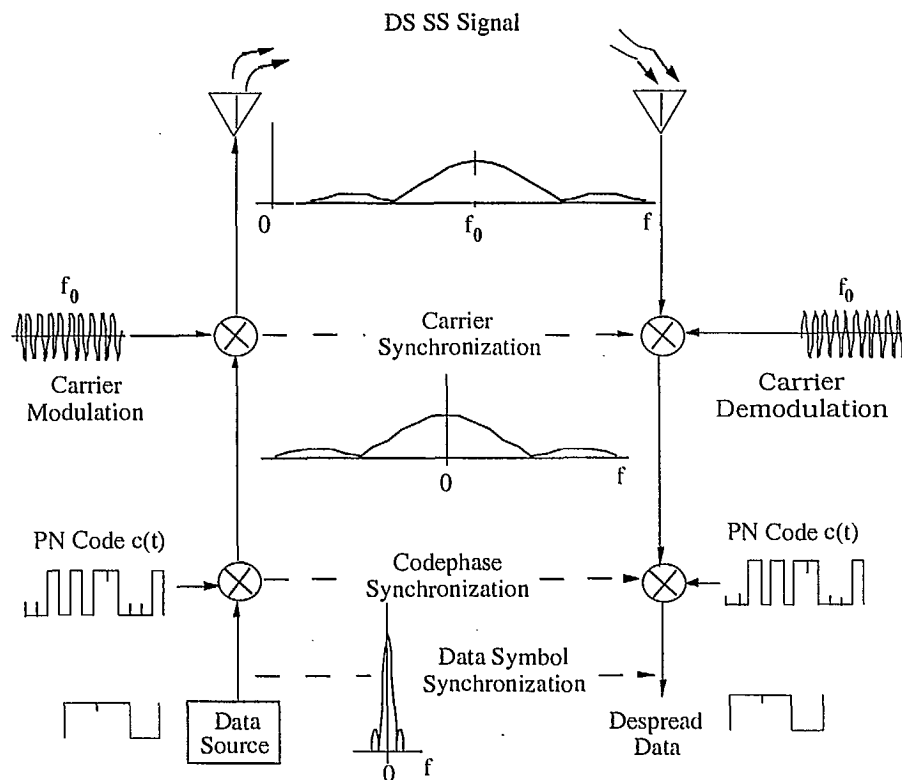 DS SS Signal
0
f₀
f
f₀
f₀
Carrier
Synchronization
Carrier
Modulation
Carrier
Demodulation
0
f
PN Code c(t)
PN Code c(t)
Codephase
Synchronization
Data Symbol
Synchronization
Data
Source
Despread
Data
0
f